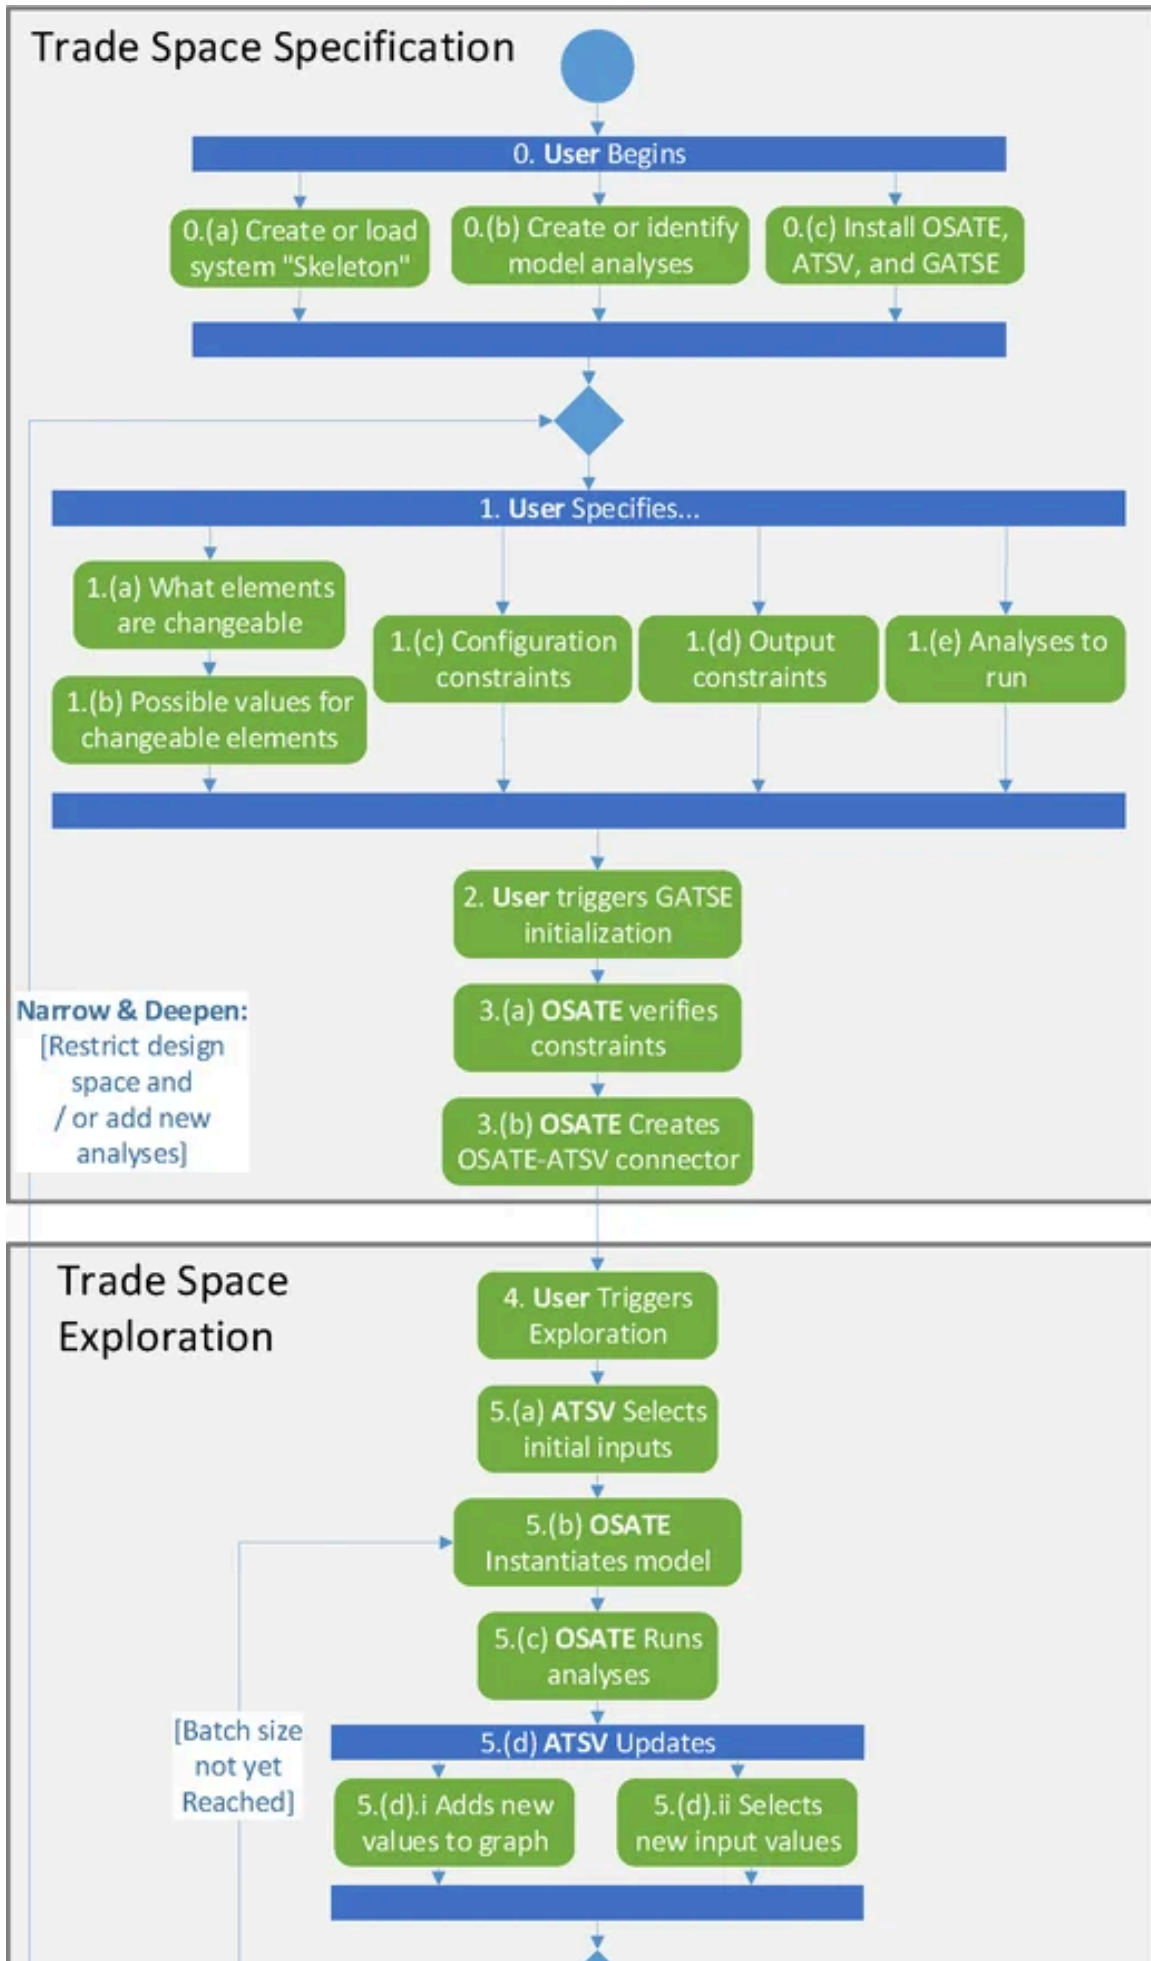 Trade Space Specification
0. User Begins
0.(a) Create or load
system "Skeleton"
0.(b) Create or identify
model analyses
0.(c) Install OSATE,
ATSV, and GATSE
1. User Specifies...
1.(a) What elements
are changeable
1.(b) Possible values for
changeable elements
1.(c) Configuration
constraints
1.(d) Output
constraints
1.(e) Analyses to
run
2. User triggers GATSE
initialization
3.(a) OSATE verifies
constraints
3.(b) OSATE Creates
OSATE-ATSV connector
Narrow & Deepen:
[Restrict design
space and
/ or add new
analyses]
Trade Space
Exploration
4. User Triggers
Exploration
5.(a) ATSV Selects
initial inputs
5.(b) OSATE
Instantiates model
5.(c) OSATE Runs
analyses
[Batch size
not yet
Reached]
5.(d) ATSV Updates
5.(d).i Adds new
values to graph
5.(d).ii Selects
new input values